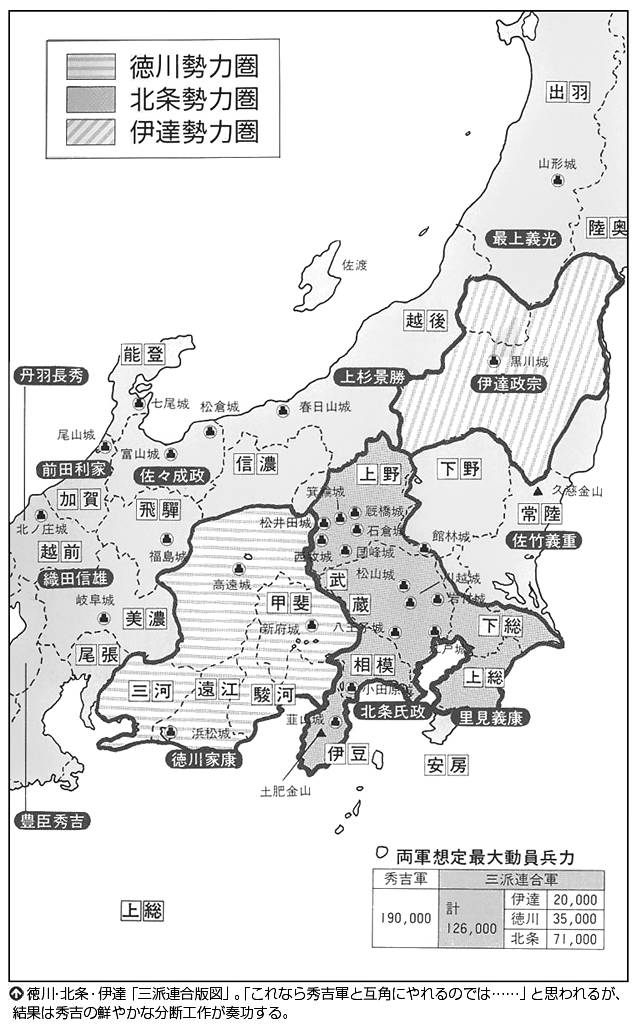 徳川勢力圏
北条勢力圏
伊達勢力圏
出羽
山形城
陸奥
最上義光
佐渡
越後
能登
黒川城
丹羽長秀
上杉景勝
伊達政宗
七尾城
松倉城
春日山城
尾山城
富山城
信濃
上野
下野
前田利家
佐々成政
箕輪城
久慈金山
加賀
飛騨
厩橋城
常陸
北ノ庄城
松井田城
石倉城
館林城
佐竹義重
越前
福島城
国峰城
織田信雄
高遠城
武蔵
松山城
川越城
岐阜城
美濃
甲斐
新府城
八王子城
下総
尾張
江戸城
三河
遠江
駿河
相模
上総
小田原城
北条氏政
里見義康
浜松城
韮山城
徳川家康
伊豆
安房
土肥金山
豊臣秀吉
両軍想定最大動員兵力
秀吉軍
三派連合軍
190,000
計
126,000
伊達 20,000
徳川 35,000
北条 71,000
上総
徳川・北条・伊達「三派連合版図」。「これなら秀吉軍と互角にやれるのでは……」と思われるが、
結果は秀吉の鮮やかな分断工作が奏功する。